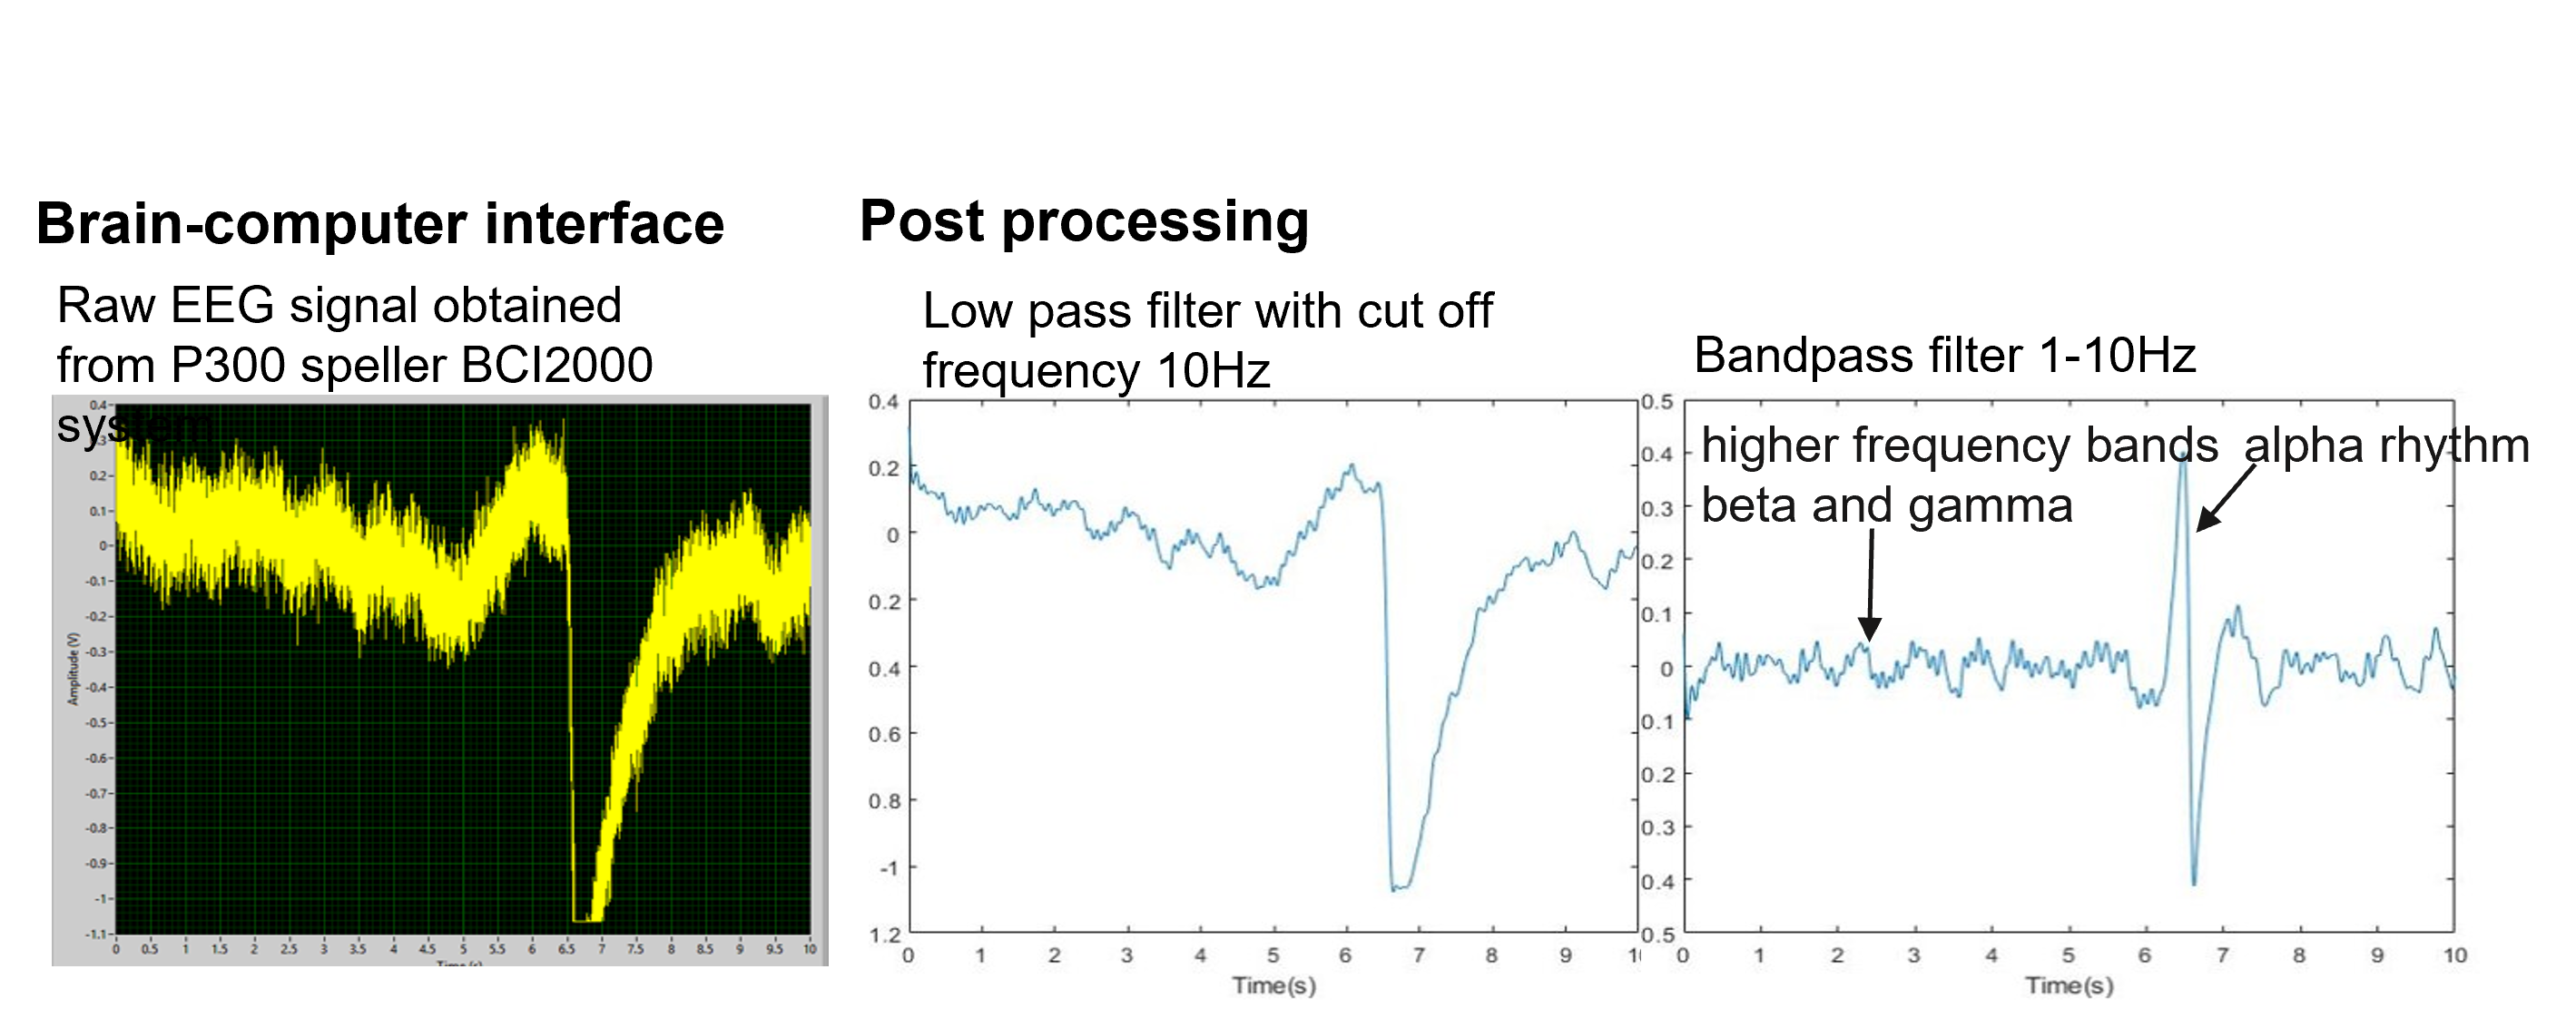 Brain-computer interface
Raw EEG signal obtained
from P300 speller BCI2000
system
0.4
0.3
0.2
0.1
0
-0.1
-0.2
-0.3
-0.4
-0.5
-0.6
-0.7
-0.8
-0.9
-1
-1.1
Amplitude (V)
0 0.5 1 1.5 2 2.5 3 3.5 4 4.5 5 5.5 6 6.5 7 7.5 8 8.5 9 9.5 10
Time (s)
Post processing
Low pass filter with cut off
frequency 10Hz
0.4
0.2
0
0.2
0.4
0.6
0.8
-1
1.2
0 1 2 3 4 5 6 7 8 9 1
Time(s)
Bandpass filter 1-10Hz
higher frequency bands alpha rhythm
beta and gamma
0.5
0.4
0.3
0.2
0.1
0
0.1
0.2
0.3
0.4
0.5
0 1 2 3 4 5 6 7 8 9 10
Time(s)